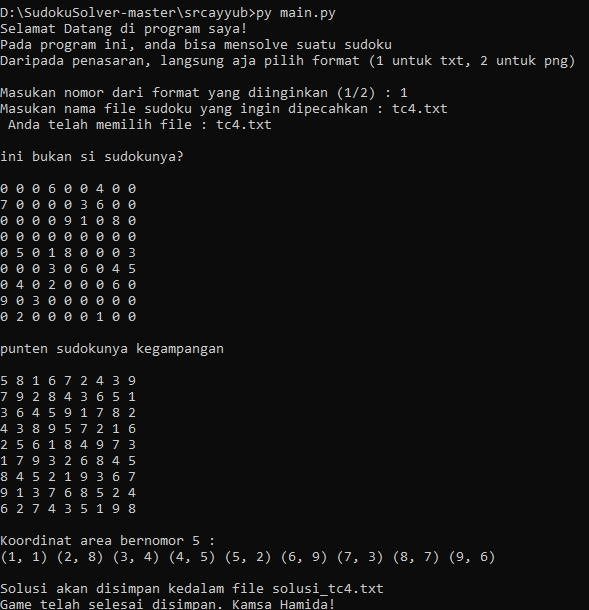 D:\SudokuSolver-master\srcayyub>py main.py
Selamat Datang di program saya!
Pada program ini, anda bisa mensolve suatu sudoku
Daripada penasaran, langsung aja pilih format (1 untuk txt, 2 untuk png)
Masukan nomor dari format yang diinginkan (1/2) : 1
Masukan nama file sudoku yang ingin dipecahkan : tc4.txt
Anda telah memilih file : tc4.txt
ini bukan si sudokunya?
0 0 0 6 0 0 4 0 0
7 0 0 0 0 3 6 0 0
0 0 0 0 9 1 0 8 0
0 0 0 0 0 0 0 0 0
0 5 0 1 8 0 0 0 3
0 0 0 3 0 6 0 4 5
0 4 0 2 0 0 0 6 0
9 0 3 0 0 0 0 0 0
0 2 0 0 0 0 1 0 0
punten sudokunya kegampangan
5 8 1 6 7 2 4 3 9
7 9 2 8 4 3 6 5 1
3 6 4 5 9 1 7 8 2
4 3 8 9 5 7 2 1 6
2 5 6 1 8 4 9 7 3
1 7 9 3 2 6 8 4 5
8 4 5 2 1 9 3 6 7
9 1 3 7 6 8 5 2 4
6 2 7 4 3 5 1 9 8
Koordinat area bernomor 5 :
(1, 1) (2, 8) (3, 4) (4, 5) (5, 2) (6, 9) (7, 3) (8, 7) (9, 6)
Solusi akan disimpan kedalam file solusi_tc4.txt
Game telah selesai disimpan. Kamsa Hamida!